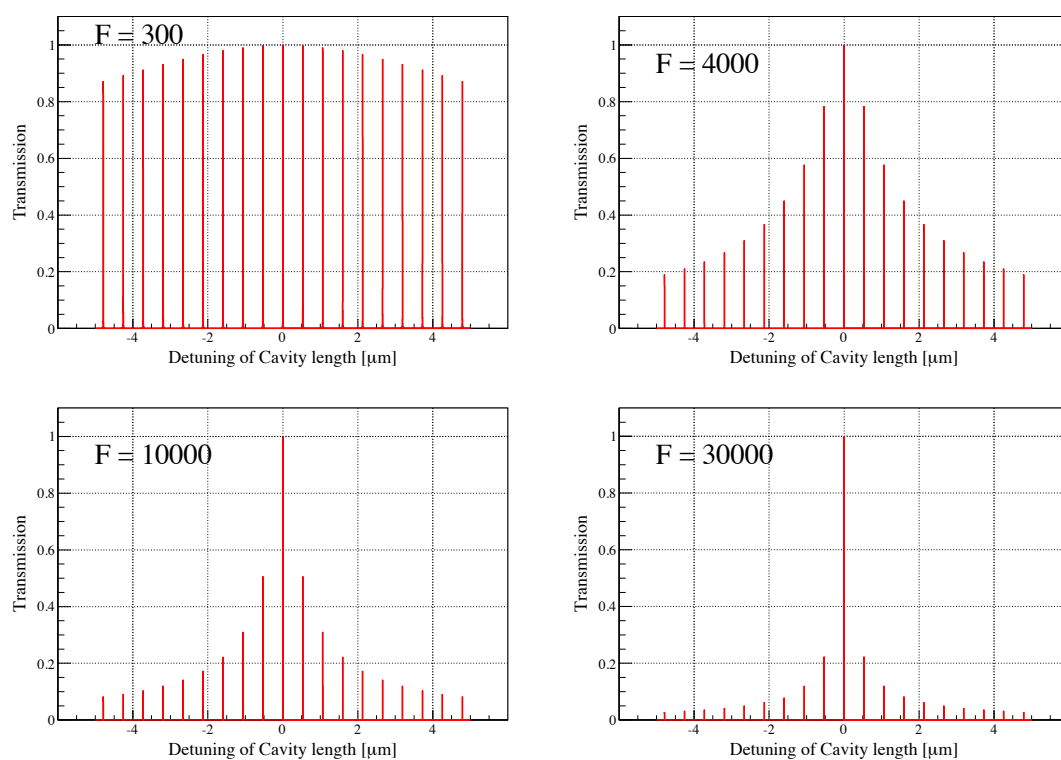 F = 300
1
0.8
0.6
0.4
0.2
0
Transmission
-4 -2 0 2 4
Detuning of Cavity length [μm]
F = 4000
1
0.8
0.6
0.4
0.2
0
Transmission
-4 -2 0 2 4
Detuning of Cavity length [μm]
F = 10000
1
0.8
0.6
0.4
0.2
0
Transmission
-4 -2 0 2 4
Detuning of Cavity length [μm]
F = 30000
1
0.8
0.6
0.4
0.2
0
Transmission
-4 -2 0 2 4
Detuning of Cavity length [μm]